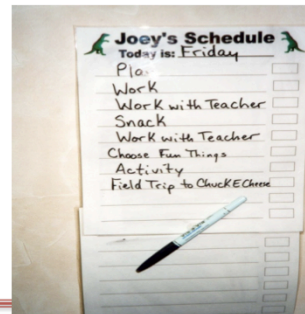 Joey's Schedule
Today is: Friday
Work
Work with Teacher
Snack
Work with Teacher
Choose Fun Things
Activity
Field Trip to ChuckECheese